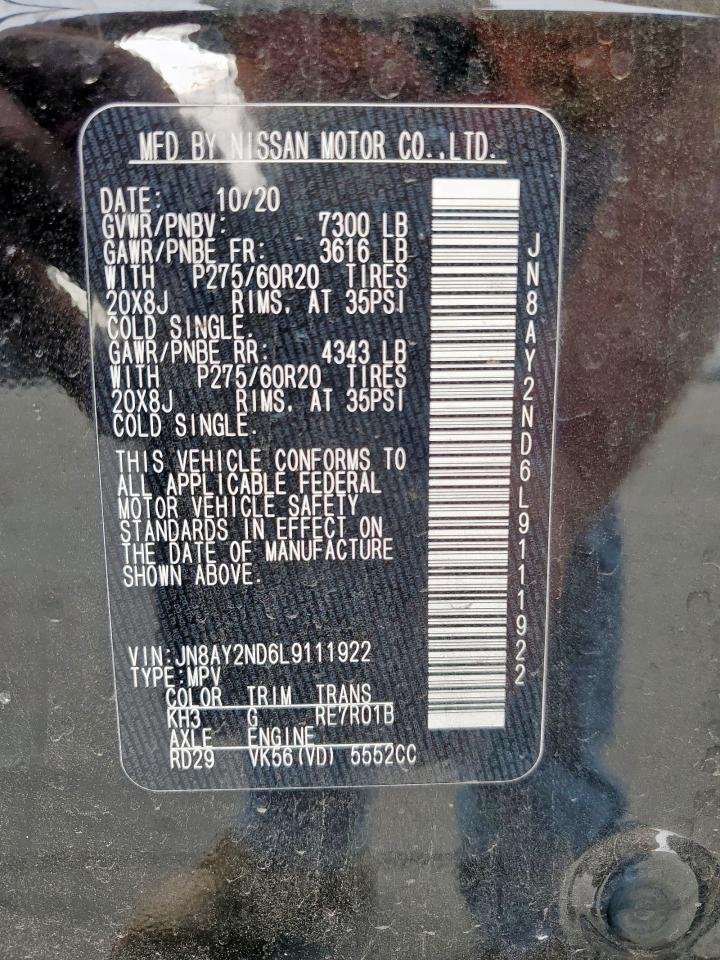 MFD BY NISSAN MOTOR CO.,LTD.
DATE: 10/20
GVWR/PNBV: 7300 LB
GAWR/PNBE FR: 3616 LB
WITH P275/60R20 TIRES
20X8J RIMS, AT 35PSI
COLD SINGLE.
GAWR/PNBE RR: 4343 LB
WITH P275/60R20 TIRES
20X8J RIMS, AT 35PSI
COLD SINGLE.
THIS VEHICLE CONFORMS TO
ALL APPLICABLE FEDERAL
MOTOR VEHICLE SAFETY
STANDARDS IN EFFECT ON
THE DATE OF MANUFACTURE
SHOWN ABOVE.
VIN:JN8AY2ND6L9111922
TYPE:MPV
COLOR TRIM TRANS
KH3 G RE7R01B
AXLE ENGINE
RD29 VK56(VD) 5552CC
JN8AY2ND6L9111922